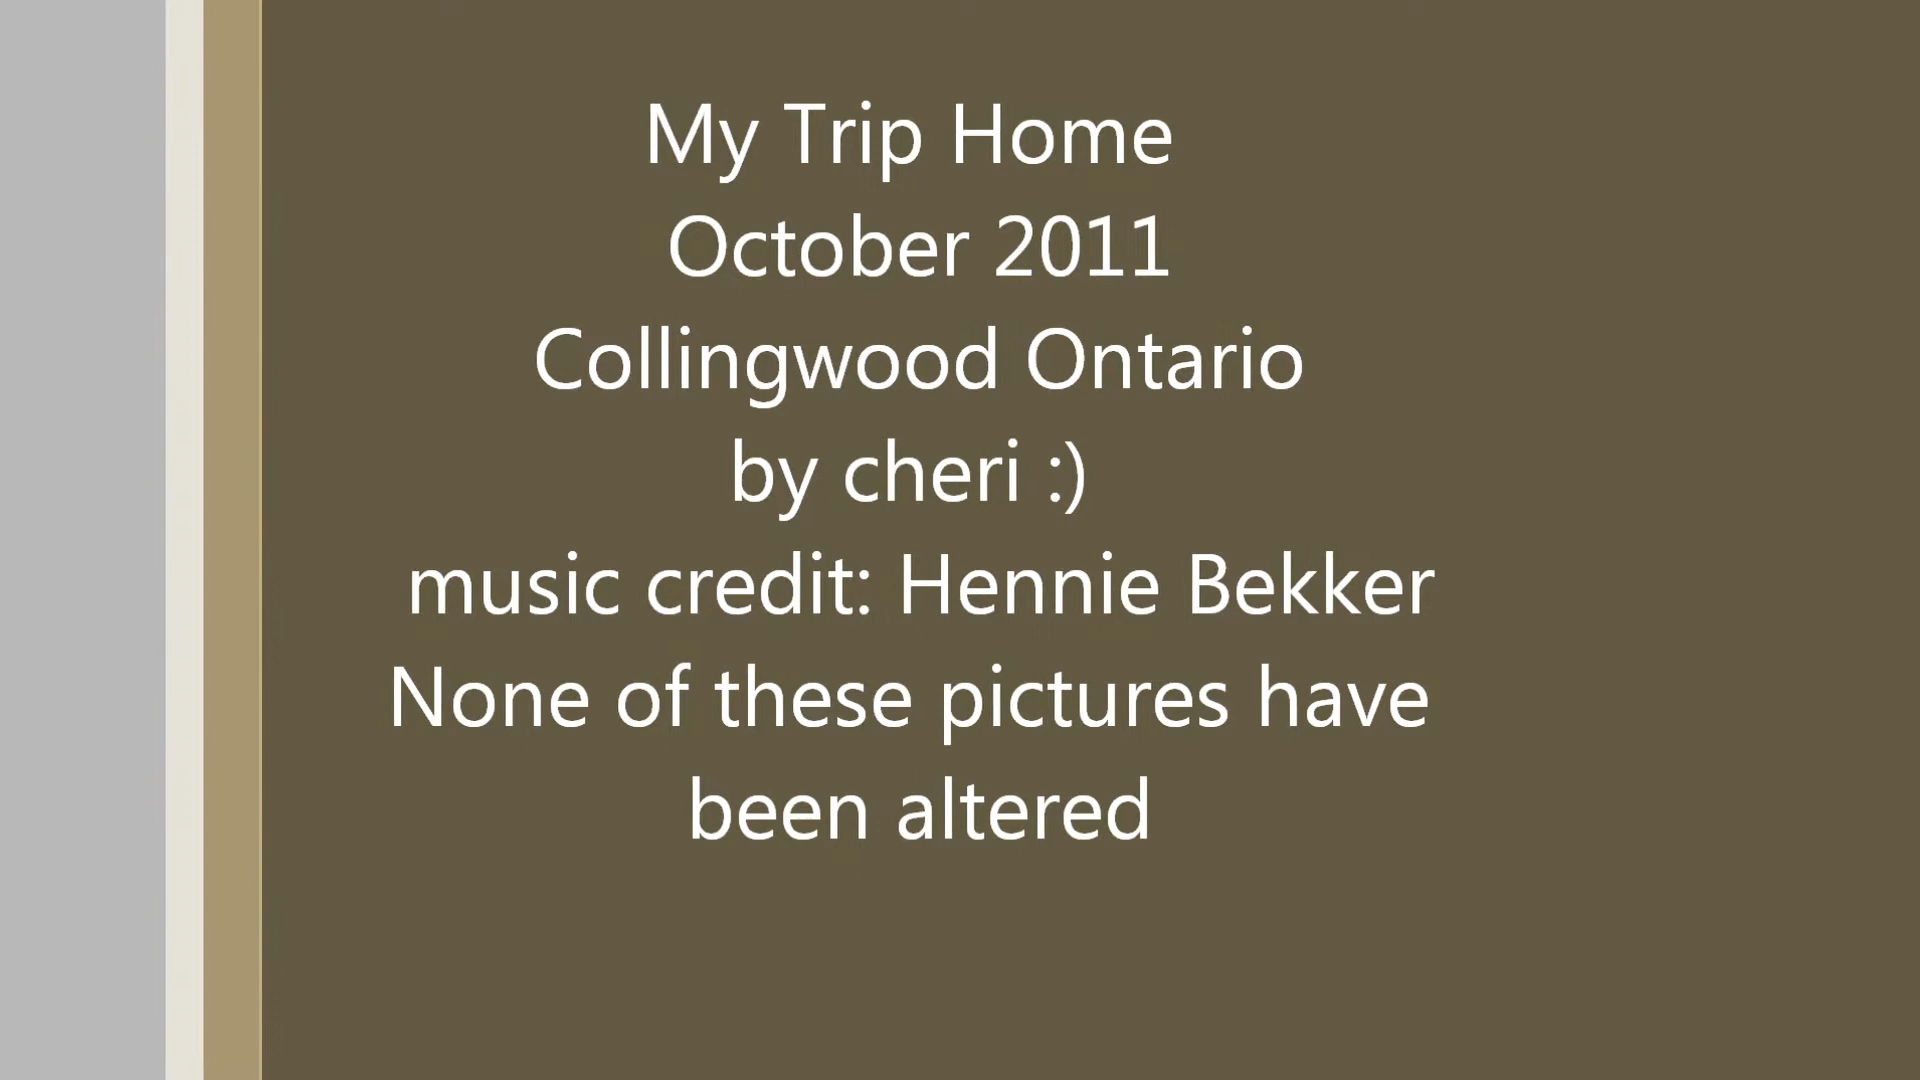 My Trip Home
October 2011
Collingwood Ontario
by cheri :)
music credit: Hennie Bekker
None of these pictures have
been altered